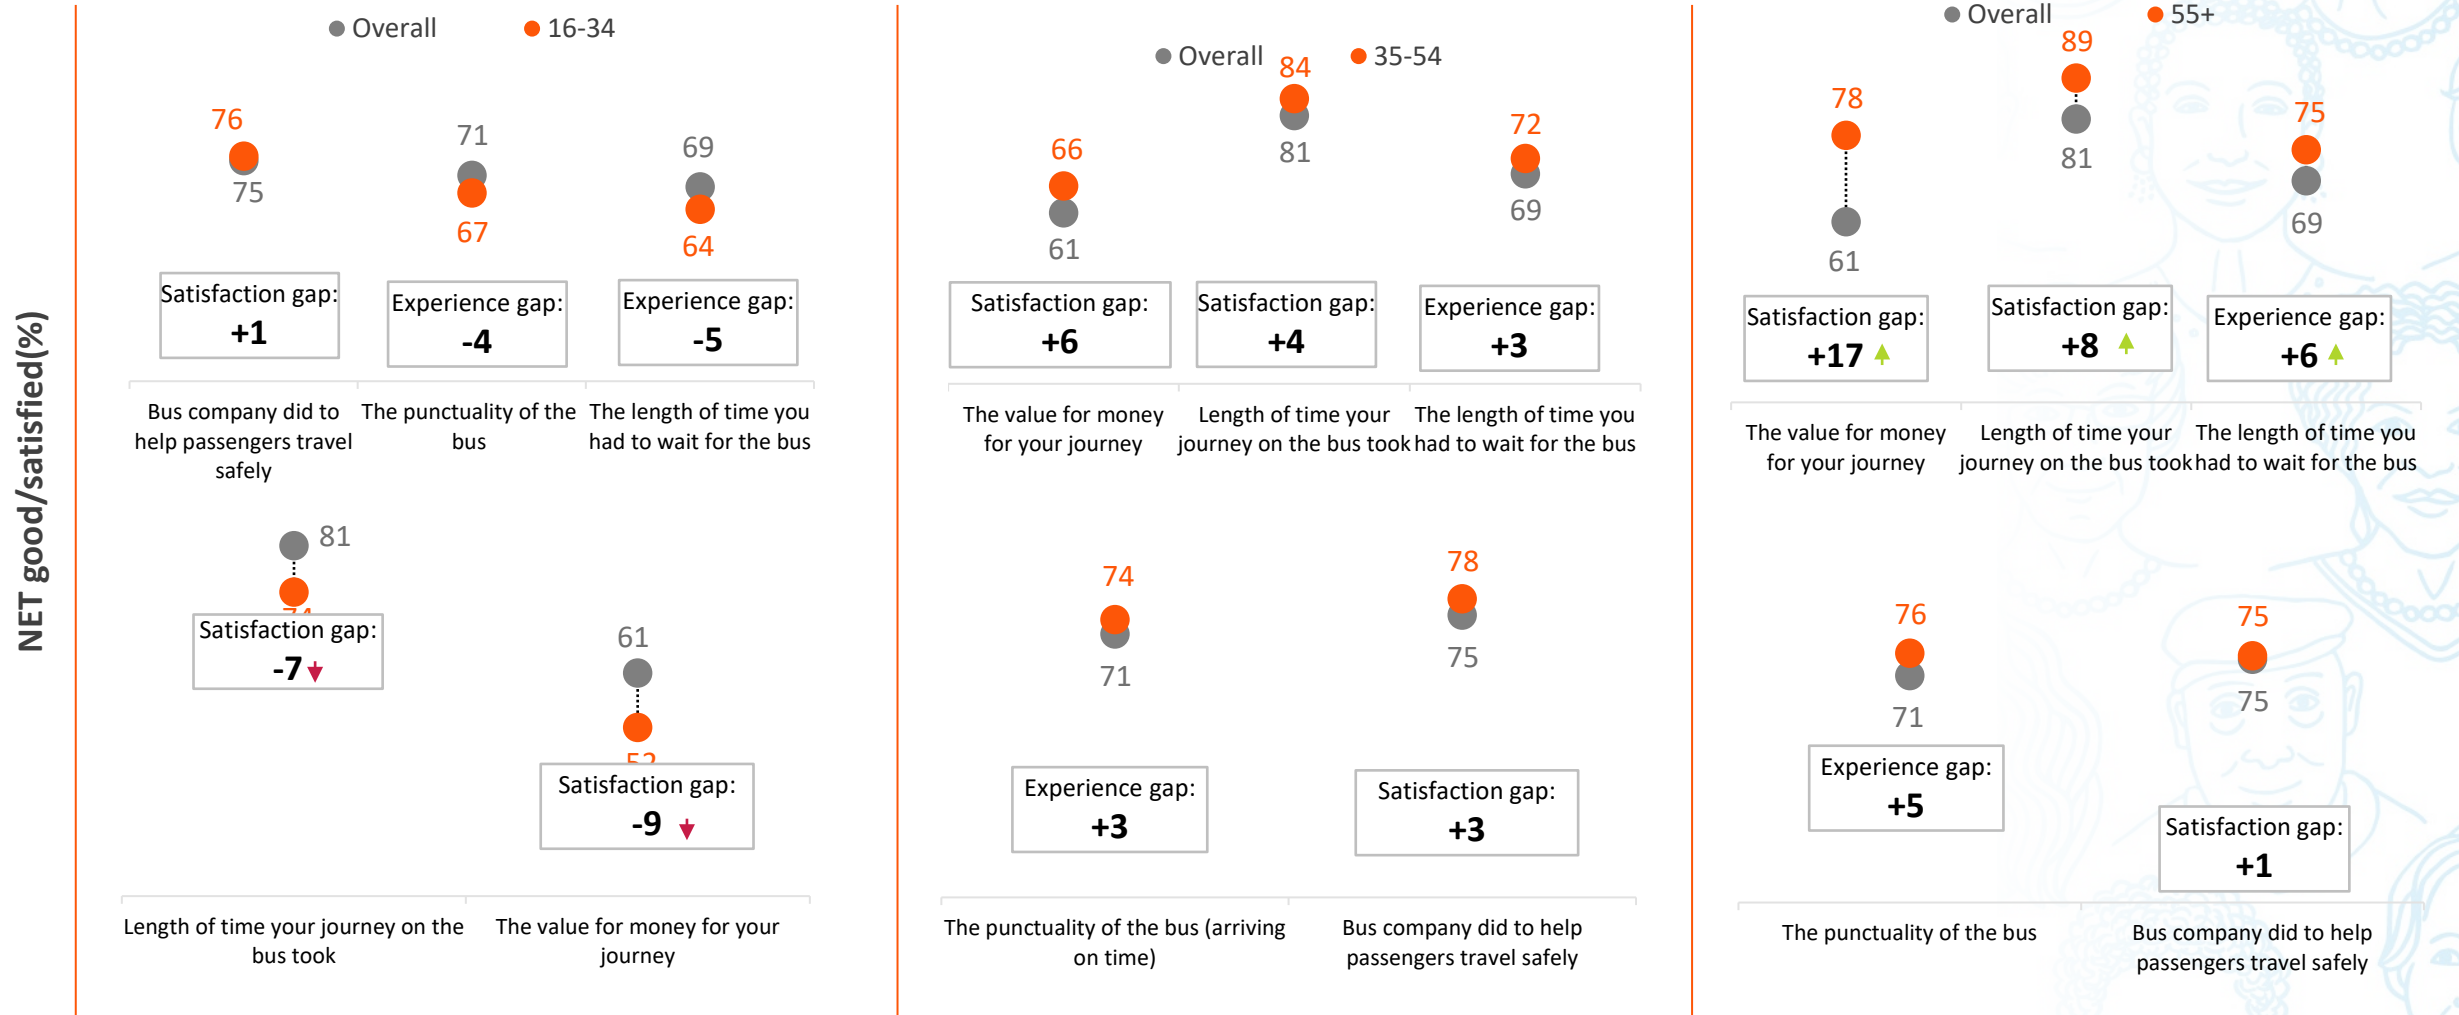 NET good/satisfied(%)
Overall
16-34
76
75
71
67
69
64
Satisfaction gap:
+1
Experience gap:
-4
Experience gap:
-5
Bus company did to
help passengers travel
safely
The punctuality of the
bus
The length of time you
had to wait for the bus
81
74
Satisfaction gap:
-7
61
52
Satisfaction gap:
-9
Length of time your journey on the
bus took
The value for money for your
journey
Overall
35-54
66
61
84
81
72
69
Satisfaction gap:
+6
Satisfaction gap:
+4
Experience gap:
+3
The value for money
for your journey
Length of time your
journey on the bus took
The length of time you
had to wait for the bus
74
71
78
75
Experience gap:
+3
Satisfaction gap:
+3
The punctuality of the bus (arriving
on time)
Bus company did to help
passengers travel safely
Overall
55+
78
61
89
81
75
69
Satisfaction gap:
+17
Satisfaction gap:
+8
Experience gap:
+6
The value for money
for your journey
Length of time your
journey on the bus took
The length of time you
had to wait for the bus
76
71
75
75
Experience gap:
+5
Satisfaction gap:
+1
The punctuality of the bus
Bus company did to help
passengers travel safely